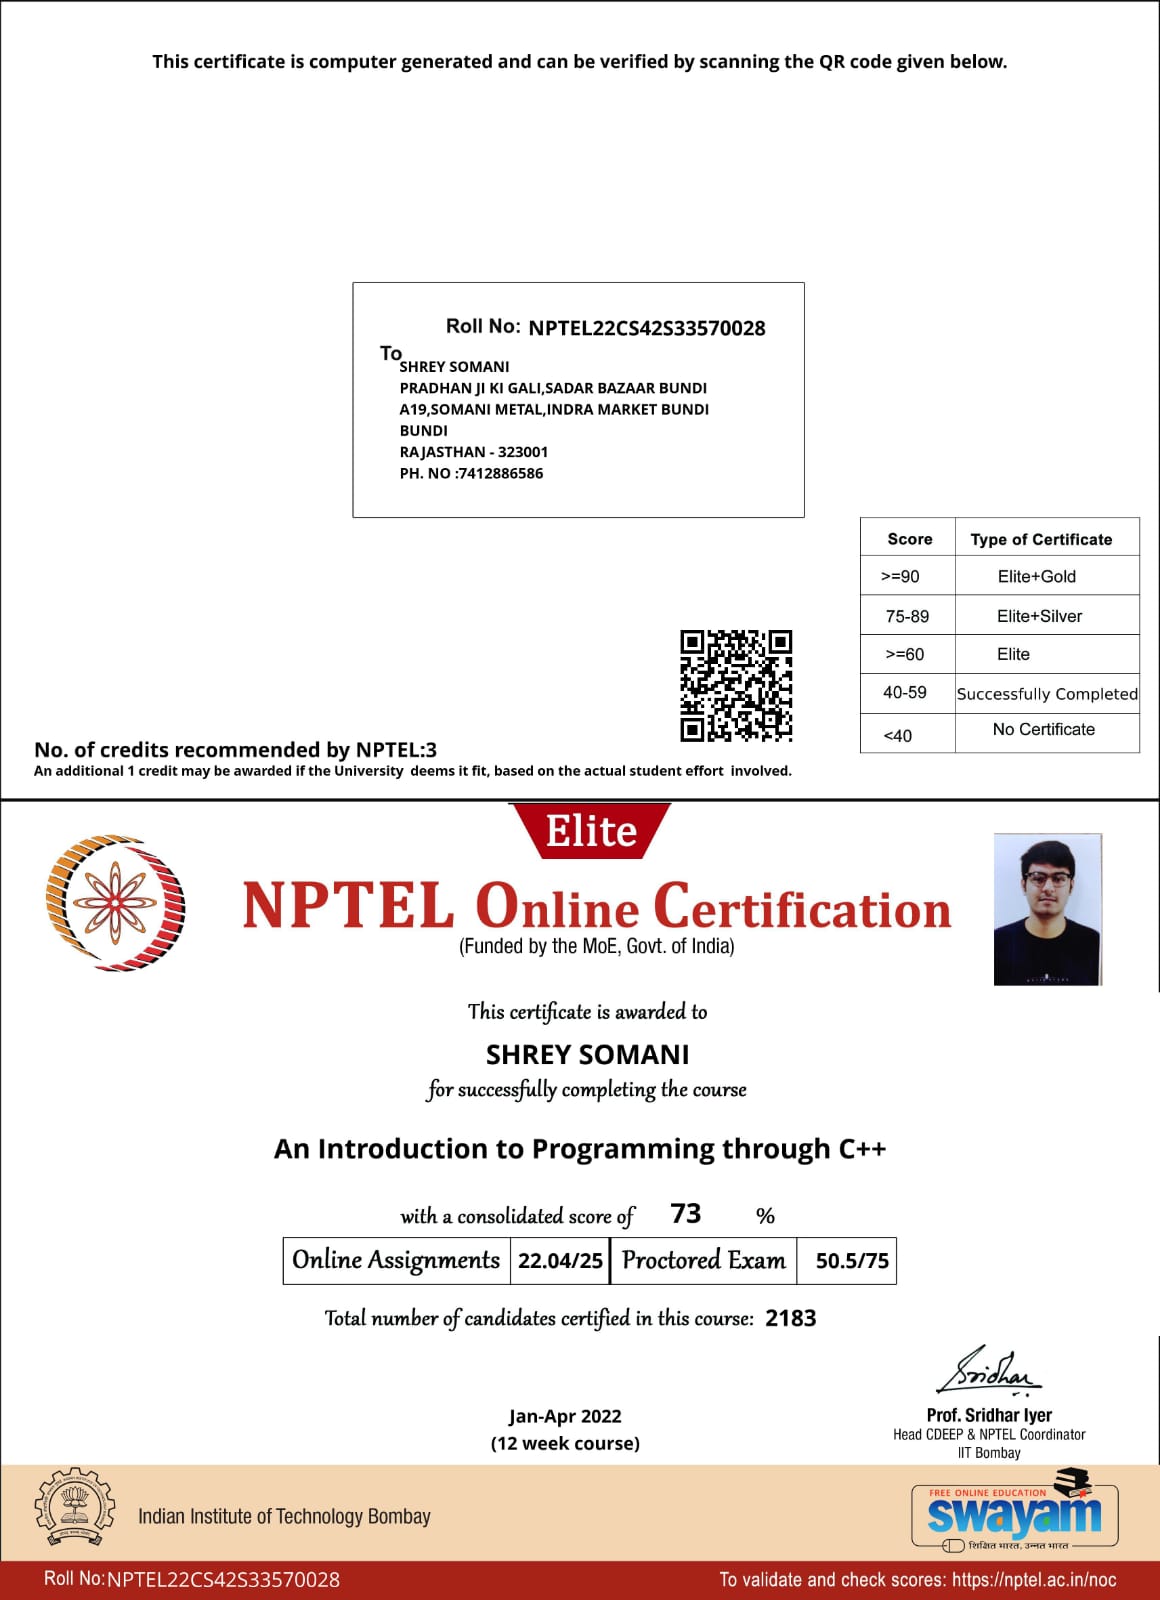 This certificate is computer generated and can be verified by scanning the QR code given below.
Roll No: NPTEL22CS42S33570028
To
SHREY SOMANI
PRADHAN JI KI GALI,SADAR BAZAAR BUNDI
A19,SOMANI METAL,INDRA MARKET BUNDI
BUNDI
RAJASTHAN - 323001
PH. NO :7412886586
Score Type of Certificate
>=90 Elite+Gold
75-89 Elite+Silver
>=60 Elite
40-59 Successfully Completed
<40 No Certificate
No. of credits recommended by NPTEL:3
An additional 1 credit may be awarded if the University deems it fit, based on the actual student effort involved.
Elite
NPTEL Online Certification
(Funded by the MoE, Govt. of India)
This certificate is awarded to
SHREY SOMANI
for successfully completing the course
An Introduction to Programming through C++
with a consolidated score of 73 %
Online Assignments 22.04/25 Proctored Exam 50.5/75
Total number of candidates certified in this course: 2183
Sridhar
Jan-Apr 2022
(12 week course)
Prof. Sridhar Iyer
Head CDEEP & NPTEL Coordinator
IIT Bombay
Indian Institute of Technology Bombay
FREE ONLINE EDUCATION
swayam
शिक्षित भारत, उन्नत भारत
Roll No:NPTEL22CS42S33570028
To validate and check scores: https://nptel.ac.in/noc